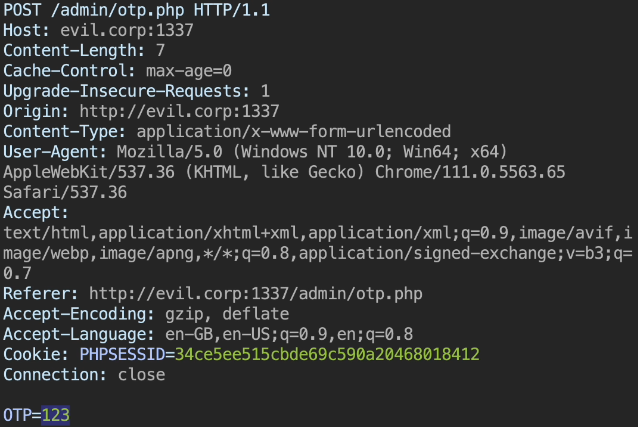 POST /admin/otp.php HTTP/1.1
Host: evil.corp:1337
Content-Length: 7
Cache-Control: max-age=0
Upgrade-Insecure-Requests: 1
Origin: http://evil.corp:1337
Content-Type: application/x-www-form-urlencoded
User-Agent: Mozilla/5.0 (Windows NT 10.0; Win64; x64)
AppleWebKit/537.36 (KHTML, like Gecko) Chrome/111.0.5563.65
Safari/537.36
Accept:
text/html,application/xhtml+xml,application/xml;q=0.9,image/avif,i
mage/webp,image/apng,*/*;q=0.8,application/signed-exchange;v=b3;q=
0.7
Referer: http://evil.corp:1337/admin/otp.php
Accept-Encoding: gzip, deflate
Accept-Language: en-GB,en-US;q=0.9,en;q=0.8
Cookie: PHPSESSID=34ce5ee515cbde69c590a20468018412
Connection: close

OTP=123